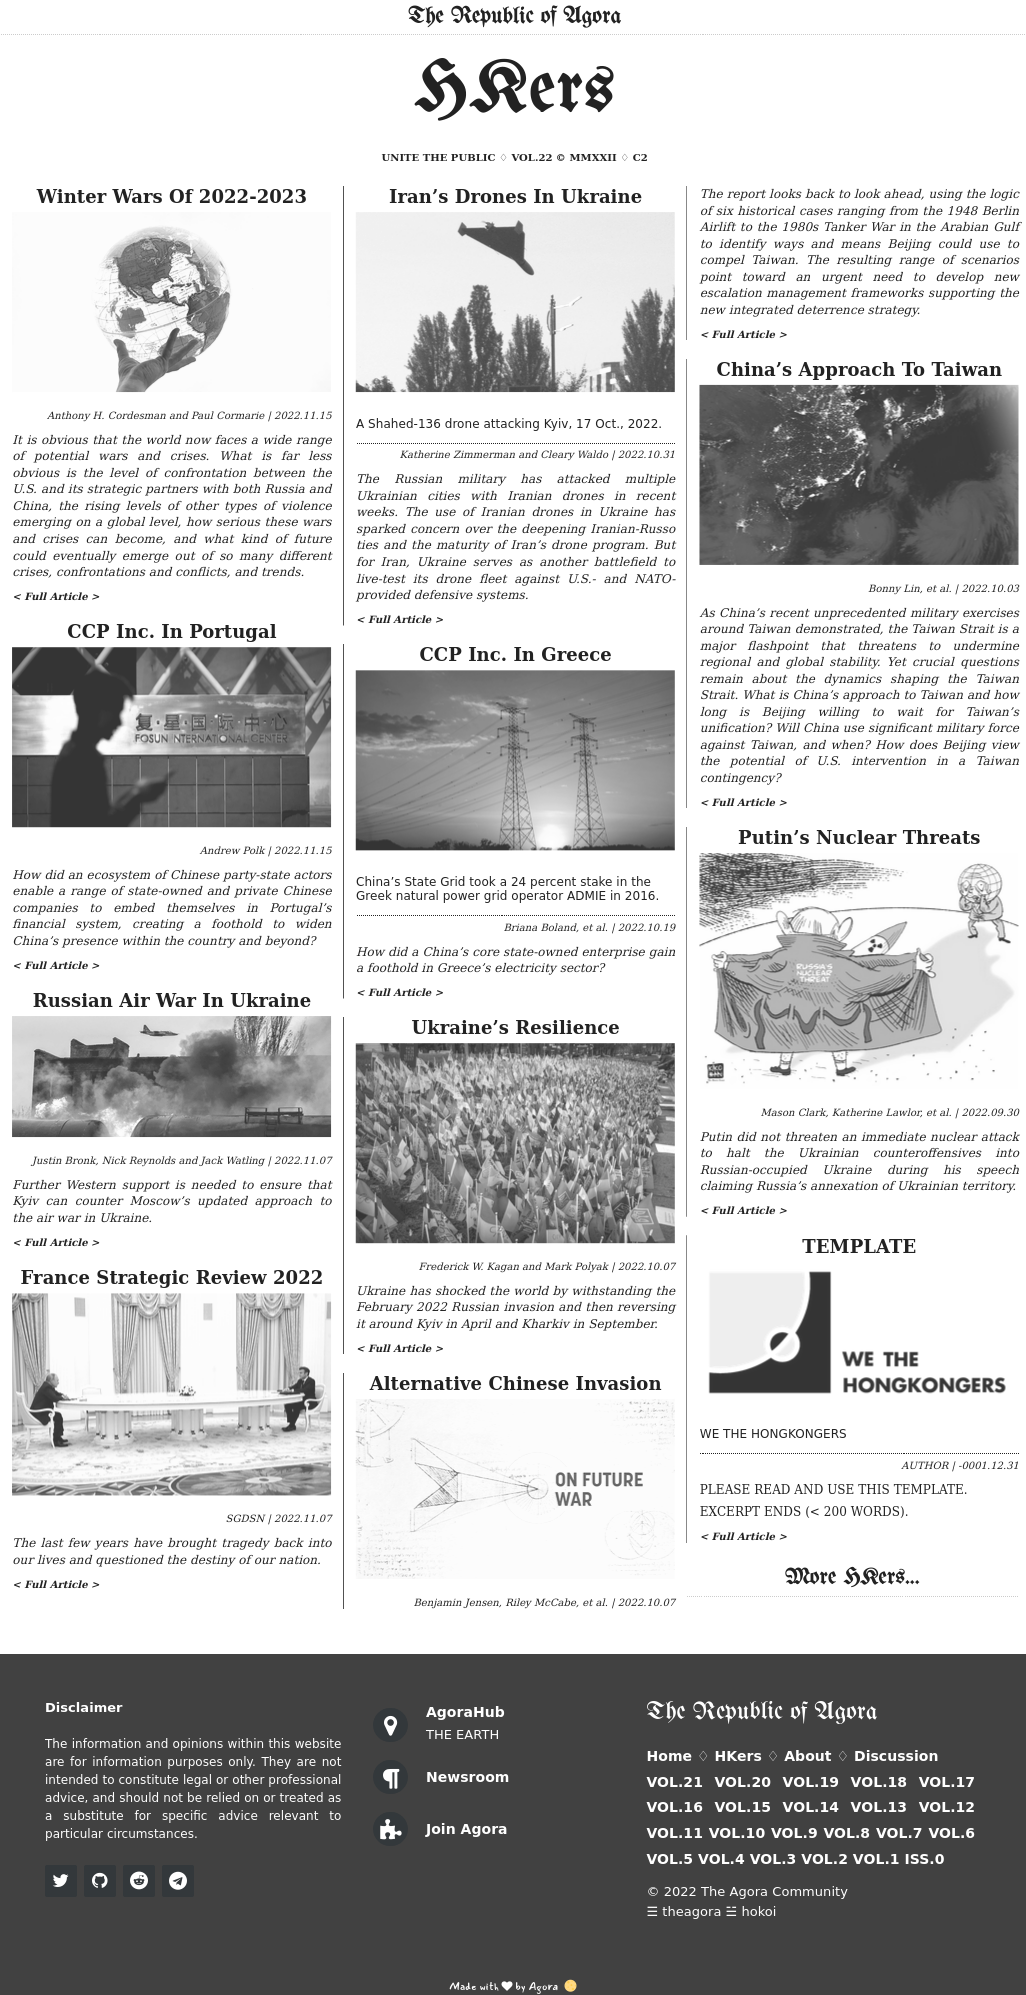 The Republic of Agora
HKers
UNITE THE PUBLIC ♢ VOL.22 © MMXXII ♢ C2
Winter Wars Of 2022-2023
Anthony H. Cordesman and Paul Cormarie | 2022.11.15
It is obvious that the world now faces a wide range
of potential wars and crises. What is far less
obvious is the level of confrontation between the
U.S. and its strategic partners with both Russia and
China, the rising levels of other types of violence
emerging on a global level, how serious these wars
and crises can become, and what kind of future
could eventually emerge out of so many different
crises, confrontations and conflicts, and trends.
< Full Article >
CCP Inc. In Portugal
复·星·国·际·中·心
FOSUN INTERNATIONAL CENTER
Andrew Polk | 2022.11.15
How did an ecosystem of Chinese party-state actors
enable a range of state-owned and private Chinese
companies to embed themselves in Portugal’s
financial system, creating a foothold to widen
China’s presence within the country and beyond?
< Full Article >
Russian Air War In Ukraine
Justin Bronk, Nick Reynolds and Jack Watling | 2022.11.07
Further Western support is needed to ensure that
Kyiv can counter Moscow’s updated approach to
the air war in Ukraine.
< Full Article >
France Strategic Review 2022
SGDSN | 2022.11.07
The last few years have brought tragedy back into
our lives and questioned the destiny of our nation.
< Full Article >
Iran’s Drones In Ukraine
A Shahed-136 drone attacking Kyiv, 17 Oct., 2022.
Katherine Zimmerman and Cleary Waldo | 2022.10.31
The Russian military has attacked multiple
Ukrainian cities with Iranian drones in recent
weeks. The use of Iranian drones in Ukraine has
sparked concern over the deepening Iranian-Russo
ties and the maturity of Iran’s drone program. But
for Iran, Ukraine serves as another battlefield to
live-test its drone fleet against U.S.- and NATO-
provided defensive systems.
< Full Article >
CCP Inc. In Greece
China’s State Grid took a 24 percent stake in the
Greek natural power grid operator ADMIE in 2016.
Briana Boland, et al. | 2022.10.19
How did a China’s core state-owned enterprise gain
a foothold in Greece’s electricity sector?
< Full Article >
Ukraine’s Resilience
Frederick W. Kagan and Mark Polyak | 2022.10.07
Ukraine has shocked the world by withstanding the
February 2022 Russian invasion and then reversing
it around Kyiv in April and Kharkiv in September.
< Full Article >
Alternative Chinese Invasion
ON FUTURE
WAR
Benjamin Jensen, Riley McCabe, et al. | 2022.10.07
The report looks back to look ahead, using the logic
of six historical cases ranging from the 1948 Berlin
Airlift to the 1980s Tanker War in the Arabian Gulf
to identify ways and means Beijing could use to
compel Taiwan. The resulting range of scenarios
point toward an urgent need to develop new
escalation management frameworks supporting the
new integrated deterrence strategy.
< Full Article >
China’s Approach To Taiwan
Bonny Lin, et al. | 2022.10.03
As China’s recent unprecedented military exercises
around Taiwan demonstrated, the Taiwan Strait is a
major flashpoint that threatens to undermine
regional and global stability. Yet crucial questions
remain about the dynamics shaping the Taiwan
Strait. What is China’s approach to Taiwan and how
long is Beijing willing to wait for Taiwan’s
unification? Will China use significant military force
against Taiwan, and when? How does Beijing view
the potential of U.S. intervention in a Taiwan
contingency?
< Full Article >
Putin’s Nuclear Threats
RUSSIA'S
NUCLEAR
THREAT
Mason Clark, Katherine Lawlor, et al. | 2022.09.30
Putin did not threaten an immediate nuclear attack
to halt the Ukrainian counteroffensives into
Russian-occupied Ukraine during his speech
claiming Russia’s annexation of Ukrainian territory.
< Full Article >
TEMPLATE
WE THE
HONGKONGERS
WE THE HONGKONGERS
AUTHOR | -0001.12.31
PLEASE READ AND USE THIS TEMPLATE.
EXCERPT ENDS (< 200 WORDS).
< Full Article >
More HKers...
Disclaimer
The information and opinions within this website
are for information purposes only. They are not
intended to constitute legal or other professional
advice, and should not be relied on or treated as
a substitute for specific advice relevant to
particular circumstances.
AgoraHub
THE EARTH
Newsroom
Join Agora
The Republic of Agora
Home ♢ HKers ♢ About ♢ Discussion
VOL.21 VOL.20 VOL.19 VOL.18 VOL.17
VOL.16 VOL.15 VOL.14 VOL.13 VOL.12
VOL.11 VOL.10 VOL.9 VOL.8 VOL.7 VOL.6
VOL.5 VOL.4 VOL.3 VOL.2 VOL.1 ISS.0
© 2022 The Agora Community
☰ theagora ☱ hokoi
Made with ♥ by Agora